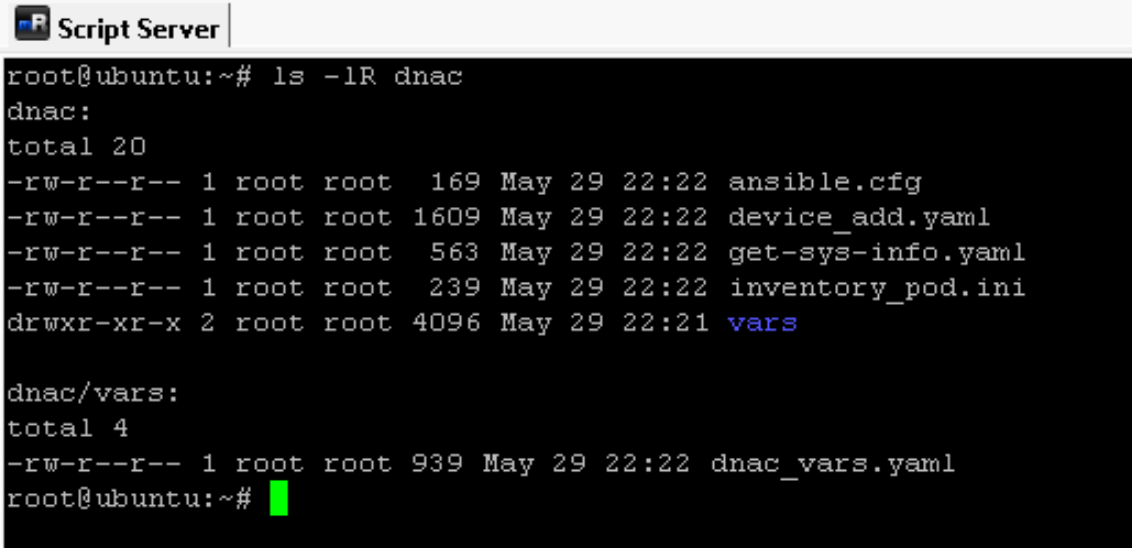 mR Script Server
root@ubuntu:~# ls -lR dnac
dnac:
total 20
-rw-r--r-- 1 root root  169 May 29 22:22 ansible.cfg
-rw-r--r-- 1 root root 1609 May 29 22:22 device_add.yaml
-rw-r--r-- 1 root root  563 May 29 22:22 get-sys-info.yaml
-rw-r--r-- 1 root root  239 May 29 22:22 inventory_pod.ini
drwxr-xr-x 2 root root 4096 May 29 22:21 vars
dnac/vars:
total 4
-rw-r--r-- 1 root root 939 May 29 22:22 dnac_vars.yaml
root@ubuntu:~#